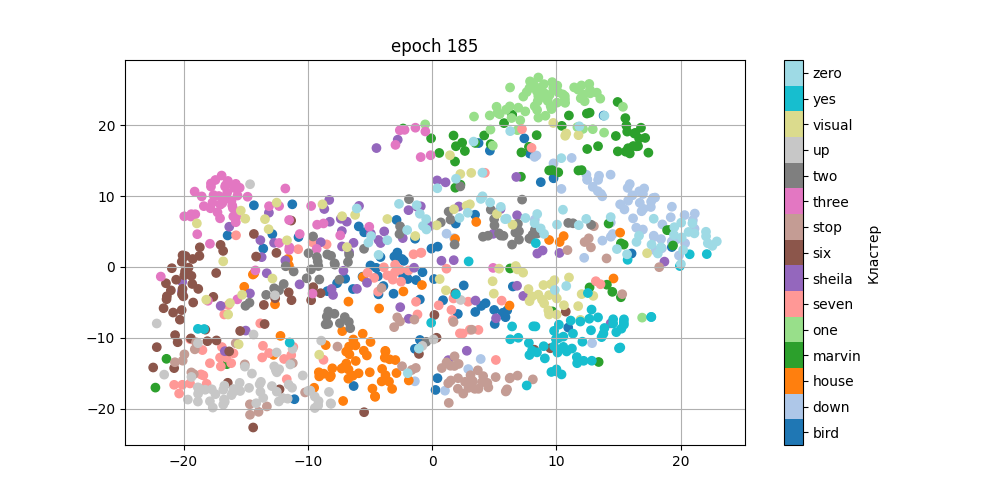 epoch 185
20
10
0
−10
−20
−20
−10
0
10
20
zero
yes
visual
up
two
three
stop
six
sheila
seven
one
marvin
house
down
bird
Кластер